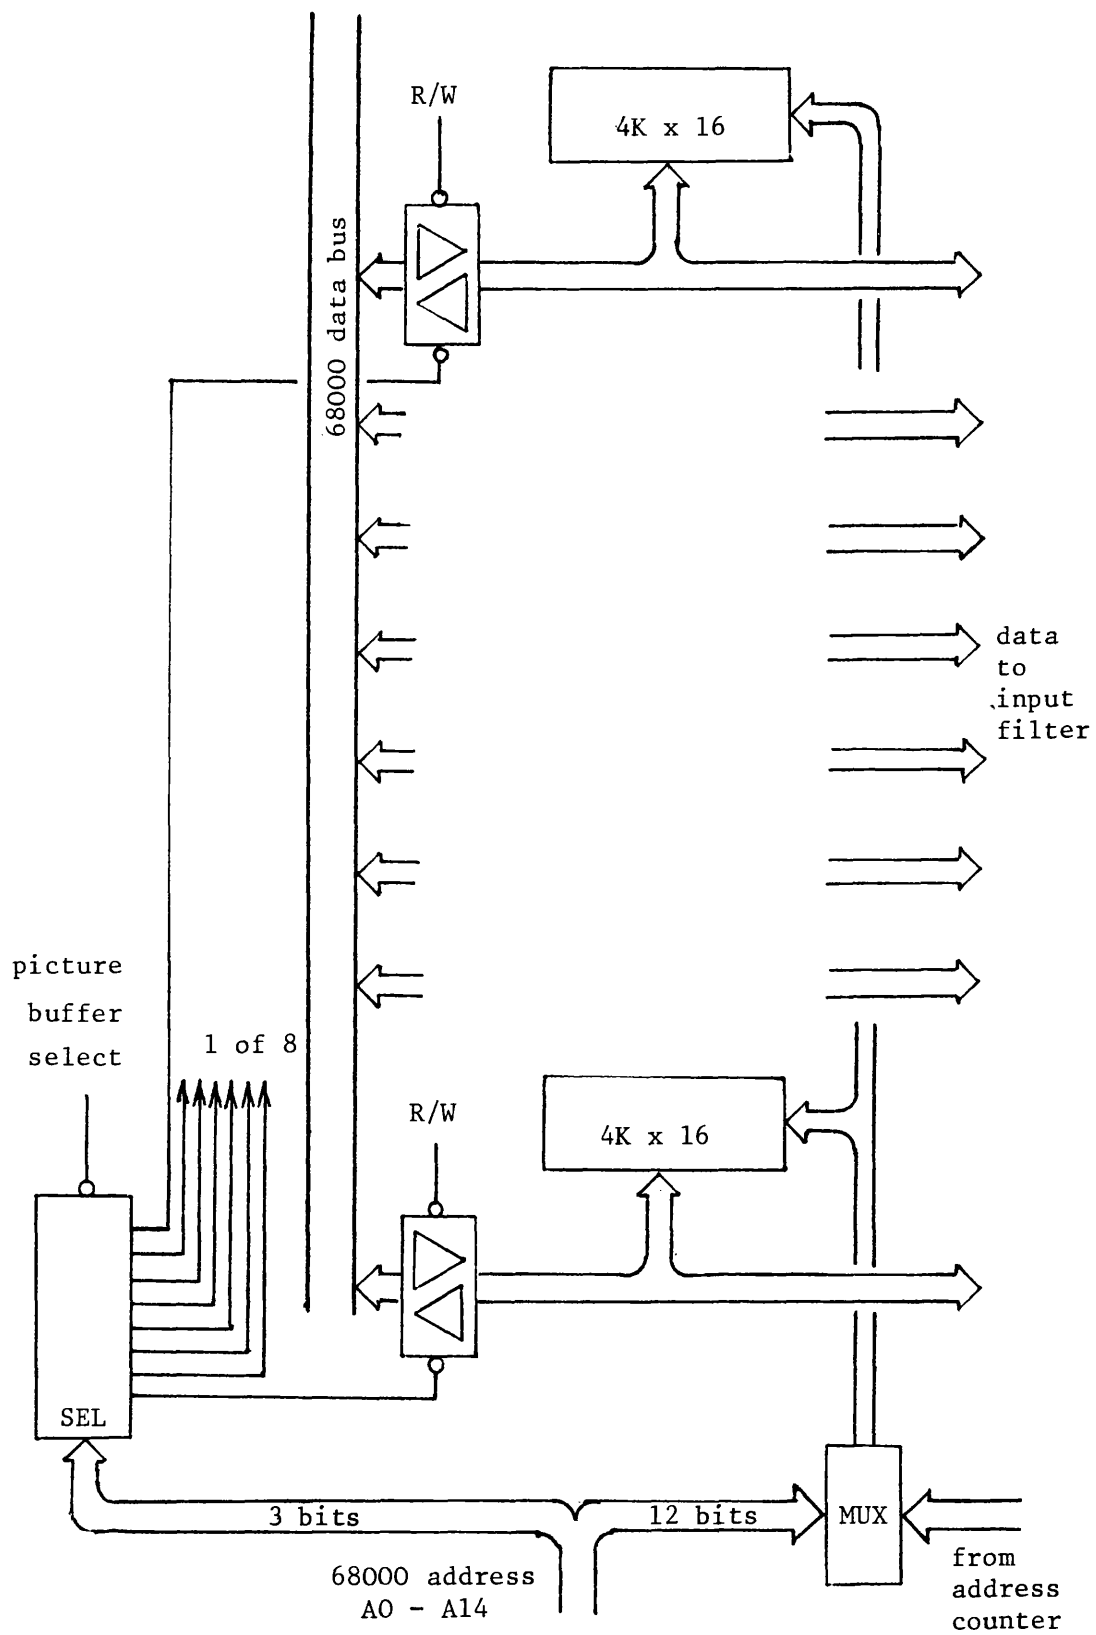 R/W
4K x 16
68000 data bus
data
to
input
filter
picture
buffer
select
1 of 8
R/W
4K x 16
SEL
3 bits
12 bits
MUX
68000 address
A0 - A14
from
address
counter